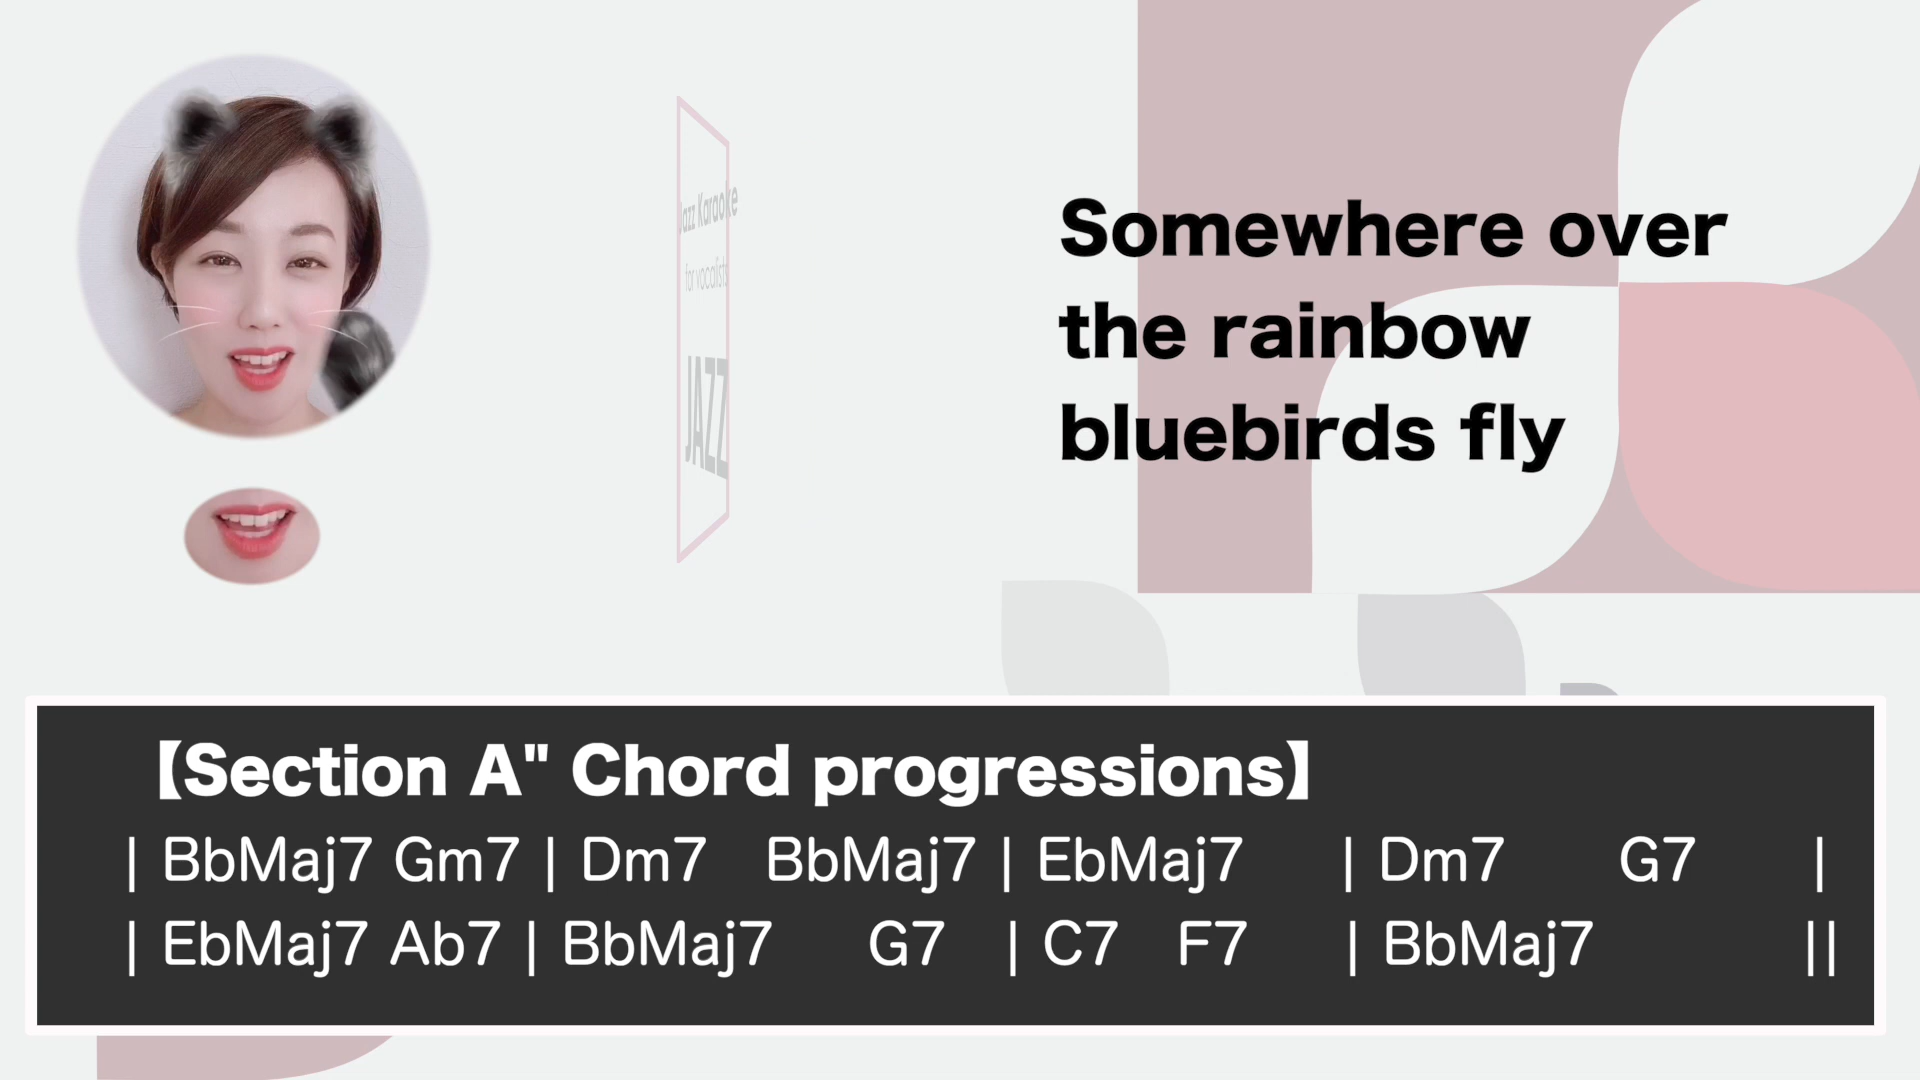 Jazz Karaoke
for vocalists
JAZZ
Somewhere over
the rainbow
bluebirds fly
【Section A" Chord progressions】
| BbMaj7 Gm7 | Dm7 BbMaj7 | EbMaj7 | Dm7 G7 |
| EbMaj7 Ab7 | BbMaj7 G7 | C7 F7 | BbMaj7 ||